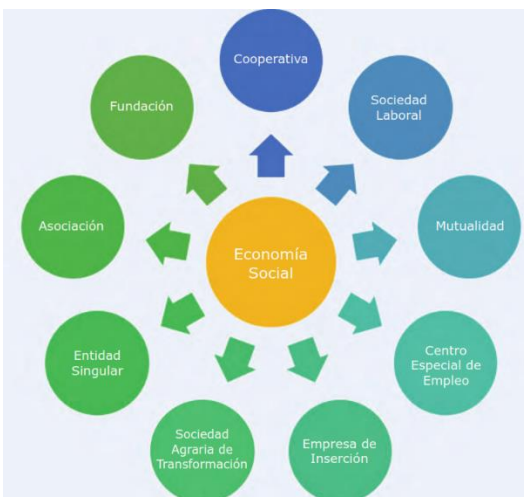 Cooperativa
Sociedad
Laboral
Mutualidad
Centro
Especial de
Empleo
Empresa de
Inserción
Sociedad
Agraria de
Transformación
Entidad
Singular
Asociación
Fundación
Economía
Social